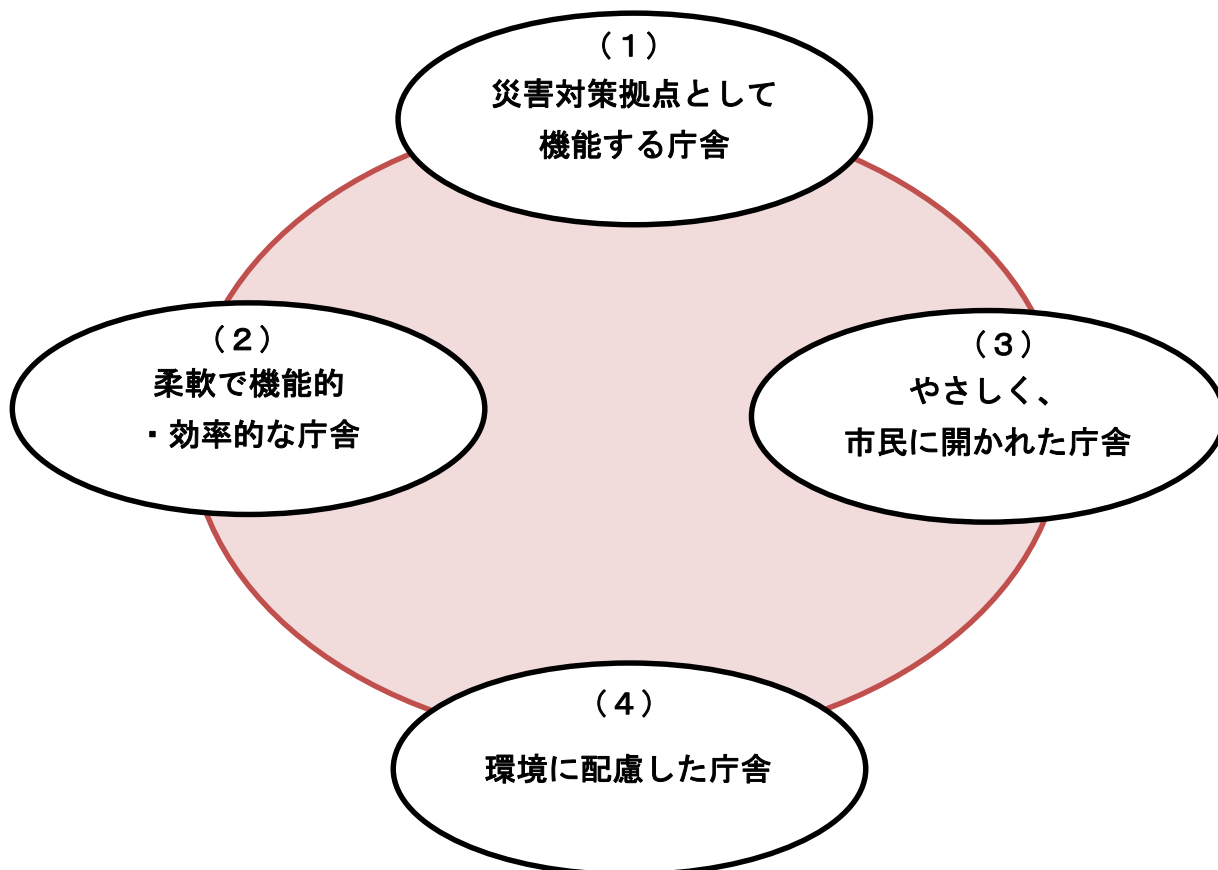 （１）
災害対策拠点として
機能する庁舎
（２）
柔軟で機能的
・効率的な庁舎
（３）
やさしく、
市民に開かれた庁舎
（４）
環境に配慮した庁舎